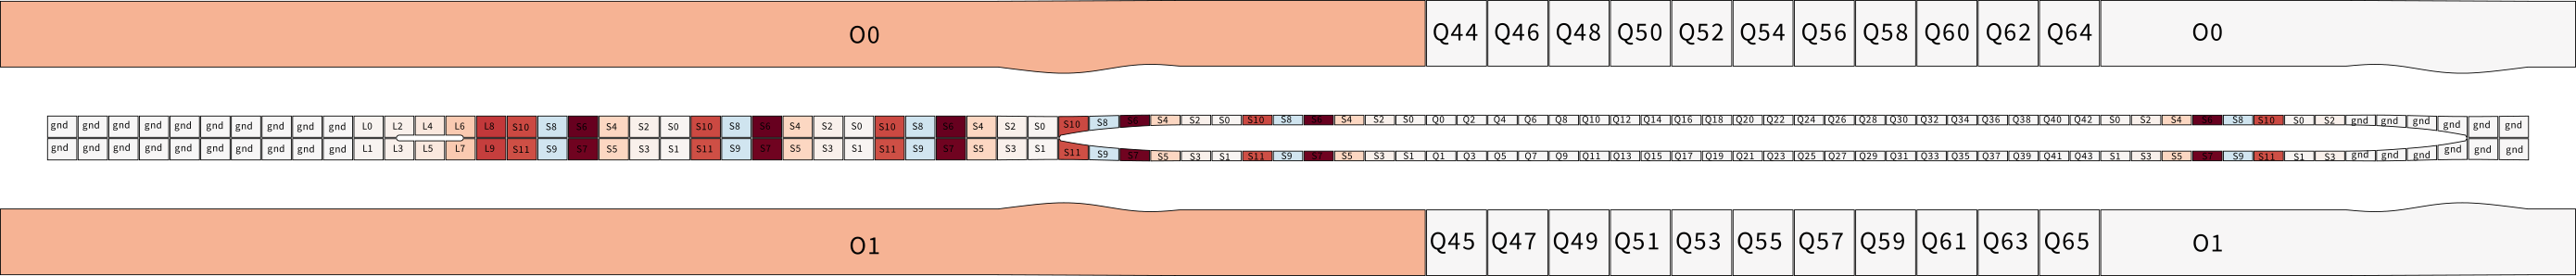 O0 Q44 Q46 Q48 Q50 Q52 Q54 Q56 Q58 Q60 Q62 Q64 O0
gnd gnd gnd gnd gnd gnd gnd gnd gnd gnd L0 L2 L4 L6 L8 S10 S8 S6 S4 S2 S0 S10 S8 S6 S4 S2 S0 S10 S8 S6 S4 S2 S0 S10 S8 S6 S4 S2 S0 S10 S8 S6 S4 S2 S0 Q0 Q2 Q4 Q6 Q8 Q10 Q12 Q14 Q16 Q18 Q20 Q22 Q24 Q26 Q28 Q30 Q32 Q34 Q36 Q38 Q40 Q42 S0 S2 S4 S6 S8 S10 S0 S2 gnd gnd gnd gnd gnd gnd
gnd gnd gnd gnd gnd gnd gnd gnd gnd gnd L1 L3 L5 L7 L9 S11 S9 S7 S5 S3 S1 S11 S9 S7 S5 S3 S1 S11 S9 S7 S5 S3 S1 S11 S9 S7 S5 S3 S1 S11 S9 S7 S5 S3 S1 Q1 Q3 Q5 Q7 Q9 Q11 Q13 Q15 Q17 Q19 Q21 Q23 Q25 Q27 Q29 Q31 Q33 Q35 Q37 Q39 Q41 Q43 S1 S3 S5 S7 S9 S11 S1 S3 gnd gnd gnd gnd gnd gnd
O1 Q45 Q47 Q49 Q51 Q53 Q55 Q57 Q59 Q61 Q63 Q65 O1